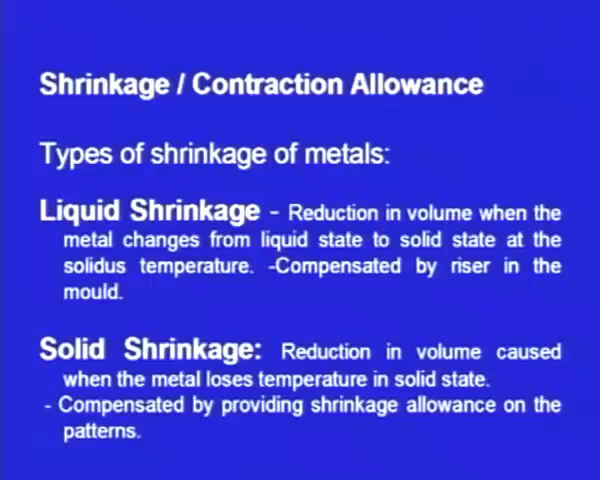 Shrinkage / Contraction Allowance
Types of shrinkage of metals:
Liquid Shrinkage - Reduction in volume when the
metal changes from liquid state to solid state at the
solidus temperature. -Compensated by riser in the
mould.
Solid Shrinkage: Reduction in volume caused
when the metal loses temperature in solid state.
- Compensated by providing shrinkage allowance on the
patterns.